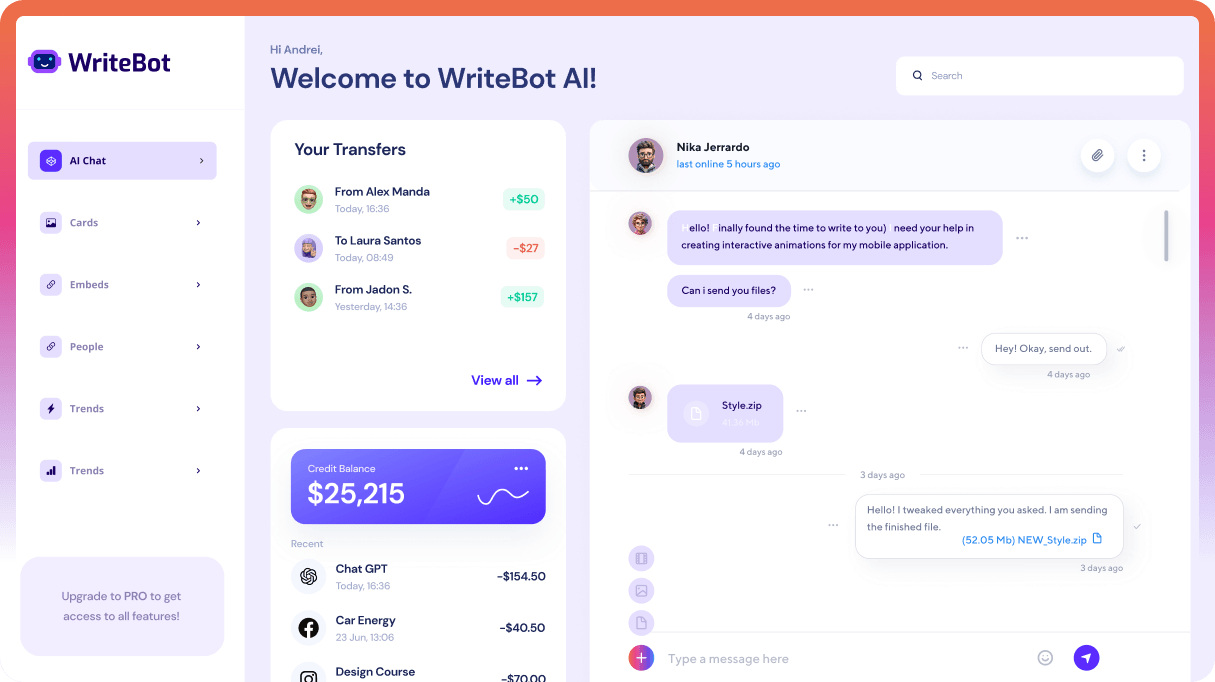 WriteBot
AI Chat
Cards
Embeds
People
Trends
Trends
Upgrade to PRO to get
access to all features!
Hi Andrei,
Welcome to WriteBot AI!
Search
Your Transfers
From Alex Manda
Today, 16:36
+$50
To Laura Santos
Today, 08:49
-$27
From Jadon S.
Yesterday, 14:36
+$157
View all
Credit Balance
$25,215
Recent
Chat GPT
Today, 16:36
-$154.50
Car Energy
23 Jun, 13:06
-$40.50
Design Course
-$70.00
Nika Jerrardo
last online 5 hours ago
Hello! inally found the time to write to you) need your help in
creating interactive animations for my mobile application.
Can i send you files?
4 days ago
Hey! Okay, send out.
4 days ago
Style.zip
41.36 Mb
4 days ago
3 days ago
Hello! I tweaked everything you asked. I am sending
the finished file.
(52.05 Mb) NEW_Style.zip
3 days ago
Type a message here